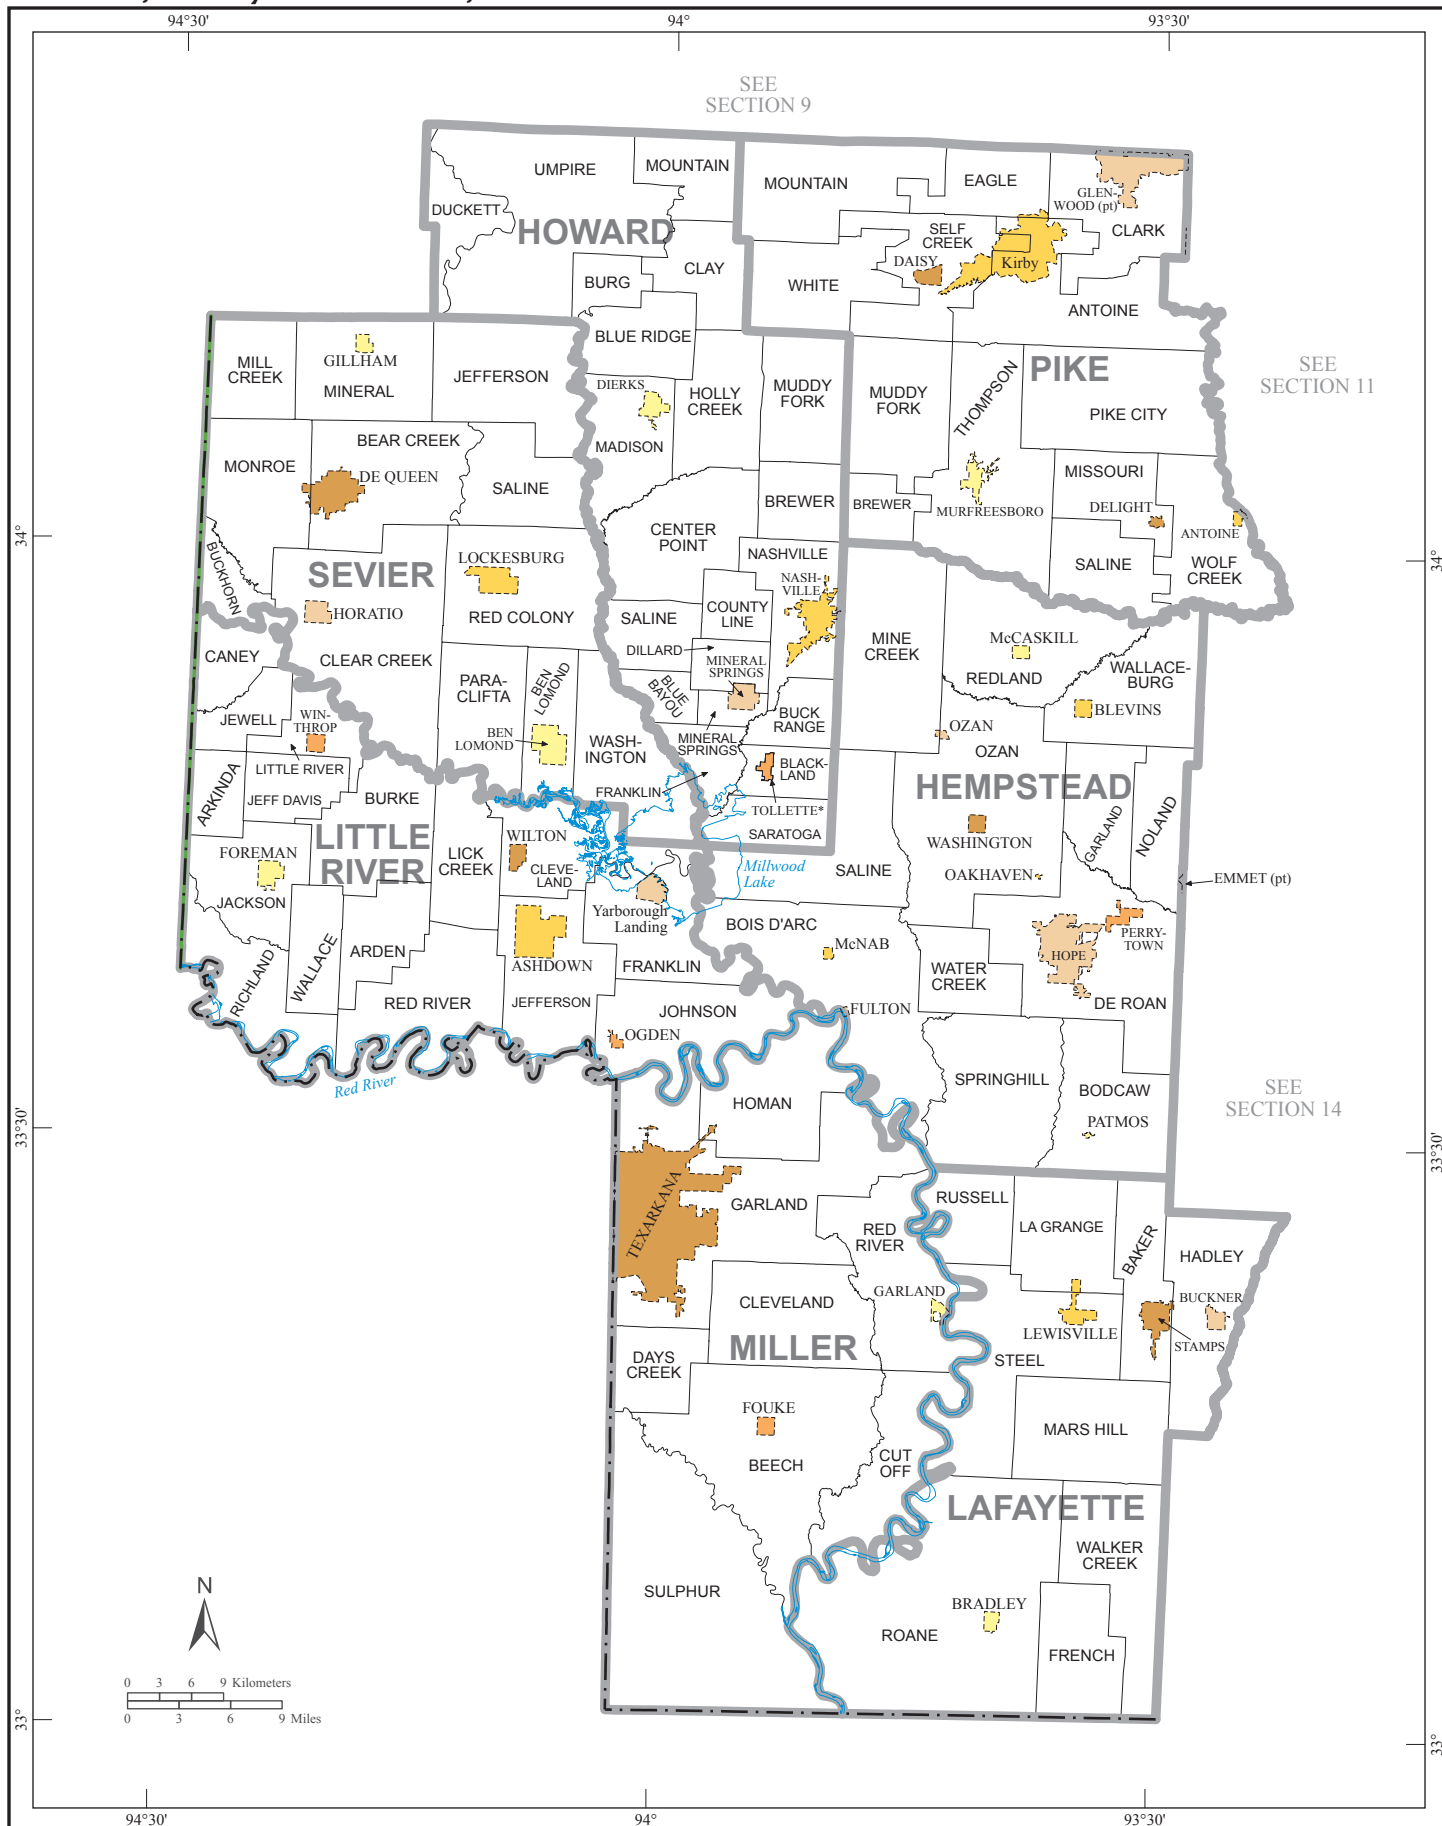 94°30'
94°
93°30'
SEE
SECTION 9
UMPIRE
MOUNTAIN
MOUNTAIN
EAGLE
GLEN-
WOOD (pt)
DUCKETT
HOWARD
SELF
CREEK
CLARK
DAISY
Kirby
CLAY
BURG
WHITE
ANTOINE
BLUE RIDGE
MILL
CREEK
GILLHAM
MINERAL
JEFFERSON
DIERKS
HOLLY
CREEK
MUDDY
FORK
MUDDY
FORK
THOMPSON
PIKE
SEE
SECTION 11
PIKE CITY
BEAR CREEK
MADISON
MONROE
DE QUEEN
SALINE
MISSOURI
BREWER
BREWER
MURFREESBORO
DELIGHT
ANTOINE
34°
34°
CENTER
POINT
NASHVILLE
BUCKHORN
LOCKESBURG
SEVIER
NASH-
VILLE
SALINE
WOLF
CREEK
HORATIO
RED COLONY
SALINE
COUNTY
LINE
DILLARD
MINE
CREEK
McCASKILL
REDLAND
WALLACE-
BURG
CANEY
CLEAR CREEK
PARA-
CLIFTA
BEN
LOMOND
MINERAL
SPRINGS
BLUE
BAYOU
BLEVINS
JEWELL
WIN-
THROP
BEN
LOMOND
WASH-
INGTON
MINERAL
SPRINGS
BUCK
RANGE
OZAN
OZAN
LITTLE RIVER
BLACK-
LAND
ARKINDA
JEFF DAVIS
BURKE
FRANKLIN
TOLLETTE*
HEMPSTEAD
GARLAND
NOLAND
LITTLE
RIVER
SARATOGA
WASHINGTON
FOREMAN
LICK
CREEK
WILTON
CLEVE-
LAND
Millwood
Lake
SALINE
OAKHAVEN
EMMET (pt)
JACKSON
Yarborough
Landing
BOIS D'ARC
PERRY-
TOWN
RICHLAND
WALLACE
ARDEN
ASHDOWN
FRANKLIN
McNAB
WATER
CREEK
HOPE
RED RIVER
JEFFERSON
JOHNSON
FULTON
DE ROAN
OGDEN
Red River
SPRINGHILL
BODCAW
PATMOS
SEE
SECTION 14
HOMAN
33°30'
33°30'
TEXARKANA
GARLAND
RED
RIVER
RUSSELL
LA GRANGE
BAKER
HADLEY
CLEVELAND
GARLAND
BUCKNER
LEWISVILLE
STAMPS
MILLER
DAYS
CREEK
STEEL
FOUKE
MARS HILL
BEECH
CUT
OFF
LAFAYETTE
WALKER
CREEK
N
SULPHUR
BRADLEY
ROANE
FRENCH
0 3 6 9 Kilometers
0 3 6 9 Miles
33°
33°
94°30'
94°
93°30'